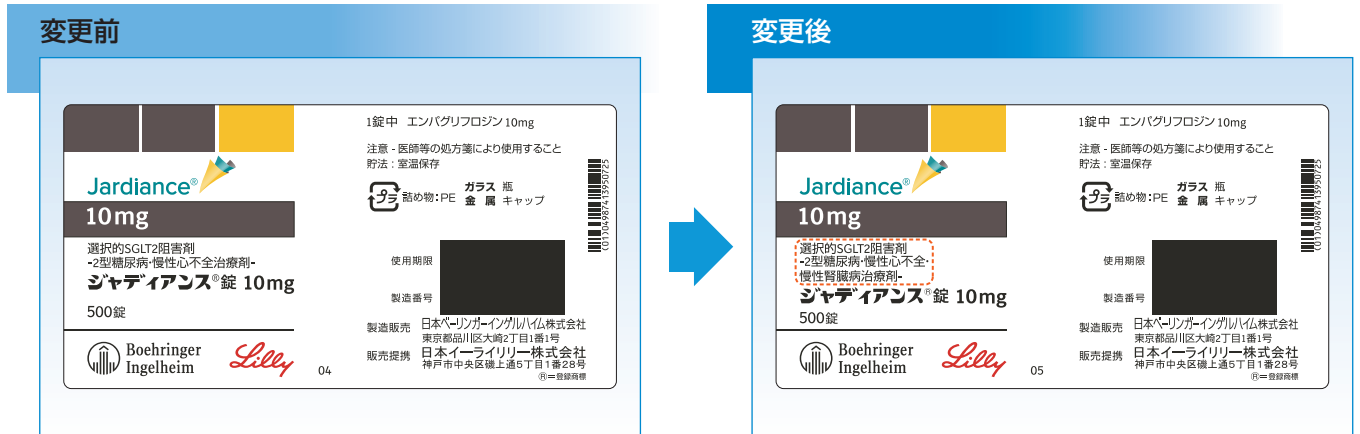 変更前
Jardiance®
10mg
選択的SGLT2阻害剤
-2型糖尿病・慢性心不全治療剤-
ジャディアンス®錠 10mg
500錠
Boehringer
Ingelheim
Lilly
04
1錠中 エンパグリフロジン10mg
注意 - 医師等の処方箋により使用すること
貯法 : 室温保存
プラ 詰め物:PE ガラス 瓶
金属 キャップ
(01)04987413950725
使用期限
製造番号
製造販売 日本ベーリンガーインゲルハイム株式会社
東京都品川区大崎2丁目1番1号
販売提携 日本イーライリリー株式会社
神戸市中央区磯上通5丁目1番28号
®=登録商標
変更後
Jardiance®
10mg
選択的SGLT2阻害剤
-2型糖尿病・慢性心不全・
慢性腎臓病治療剤-
ジャディアンス®錠 10mg
500錠
Boehringer
Ingelheim
Lilly
05
1錠中 エンパグリフロジン10mg
注意 - 医師等の処方箋により使用すること
貯法 : 室温保存
プラ 詰め物:PE ガラス 瓶
金属 キャップ
(01)04987413950725
使用期限
製造番号
製造販売 日本ベーリンガーインゲルハイム株式会社
東京都品川区大崎2丁目1番1号
販売提携 日本イーライリリー株式会社
神戸市中央区磯上通5丁目1番28号
®=登録商標